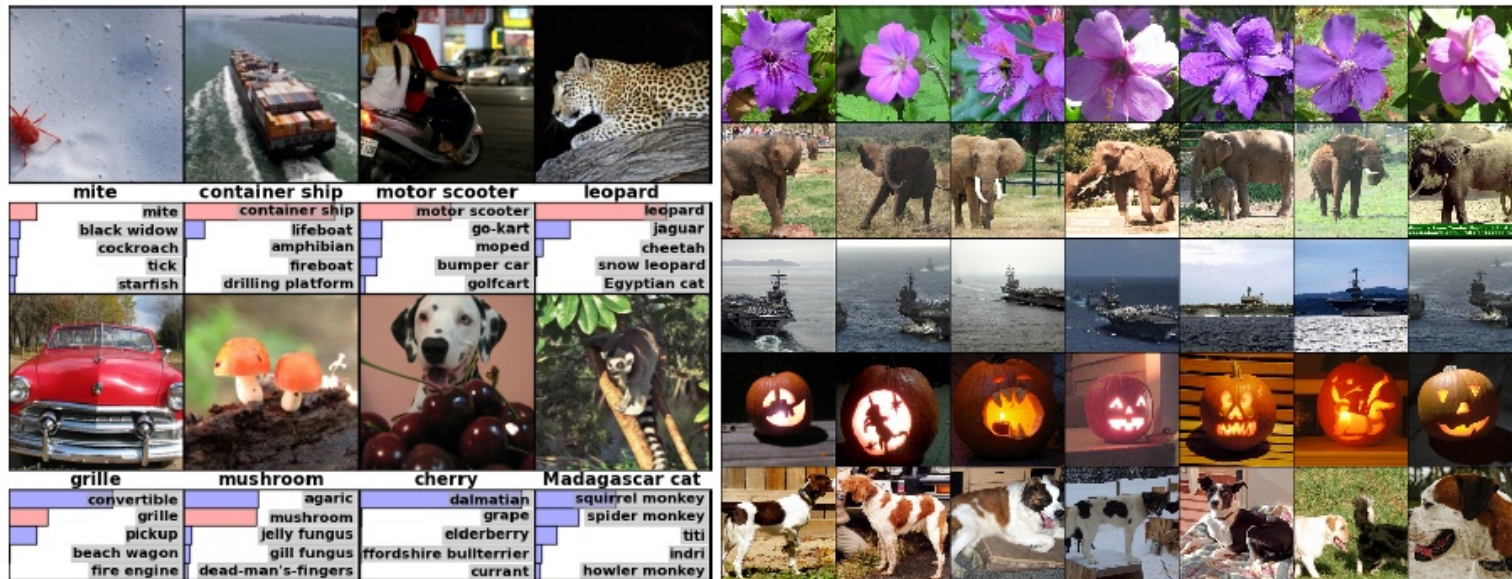 mite
container ship
motor scooter
leopard
mite
black widow
cockroach
tick
starfish
container ship
lifeboat
amphibian
fireboat
drilling platform
motor scooter
go-kart
moped
bumper car
golfcart
leopard
jaguar
cheetah
snow leopard
Egyptian cat
grille
mushroom
cherry
Madagascar cat
convertible
grille
pickup
beach wagon
fire engine
agaric
mushroom
jelly fungus
gill fungus
dead-man's-fingers
dalmatian
grape
elderberry
ffordshire bullterrier
currant
squirrel monkey
spider monkey
titi
indri
howler monkey